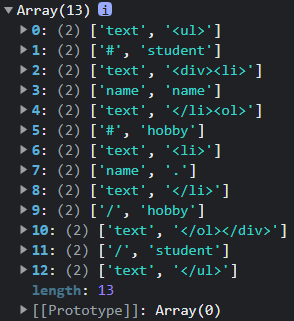 ▼ Array(13) i
▶ 0: (2) ['text', '<ul>']
▶ 1: (2) ['#', 'student']
▶ 2: (2) ['text', '<div><li>']
▶ 3: (2) ['name', 'name']
▶ 4: (2) ['text', '</li><ol>']
▶ 5: (2) ['#', 'hobby']
▶ 6: (2) ['text', '<li>']
▶ 7: (2) ['name', '.']
▶ 8: (2) ['text', '</li>']
▶ 9: (2) ['/', 'hobby']
▶ 10: (2) ['text', '</ol></div>']
▶ 11: (2) ['/', 'student']
▶ 12: (2) ['text', '</ul>']
length: 13
▶ [[Prototype]]: Array(0)